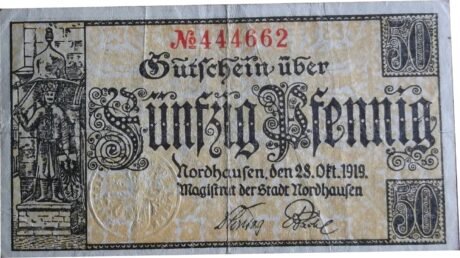 №444662
50
Gutschein über
Fünfzig Pfennig
Nordhausen, den 28. Okt. 1919.
Magistrat der Stadt Nordhausen
50